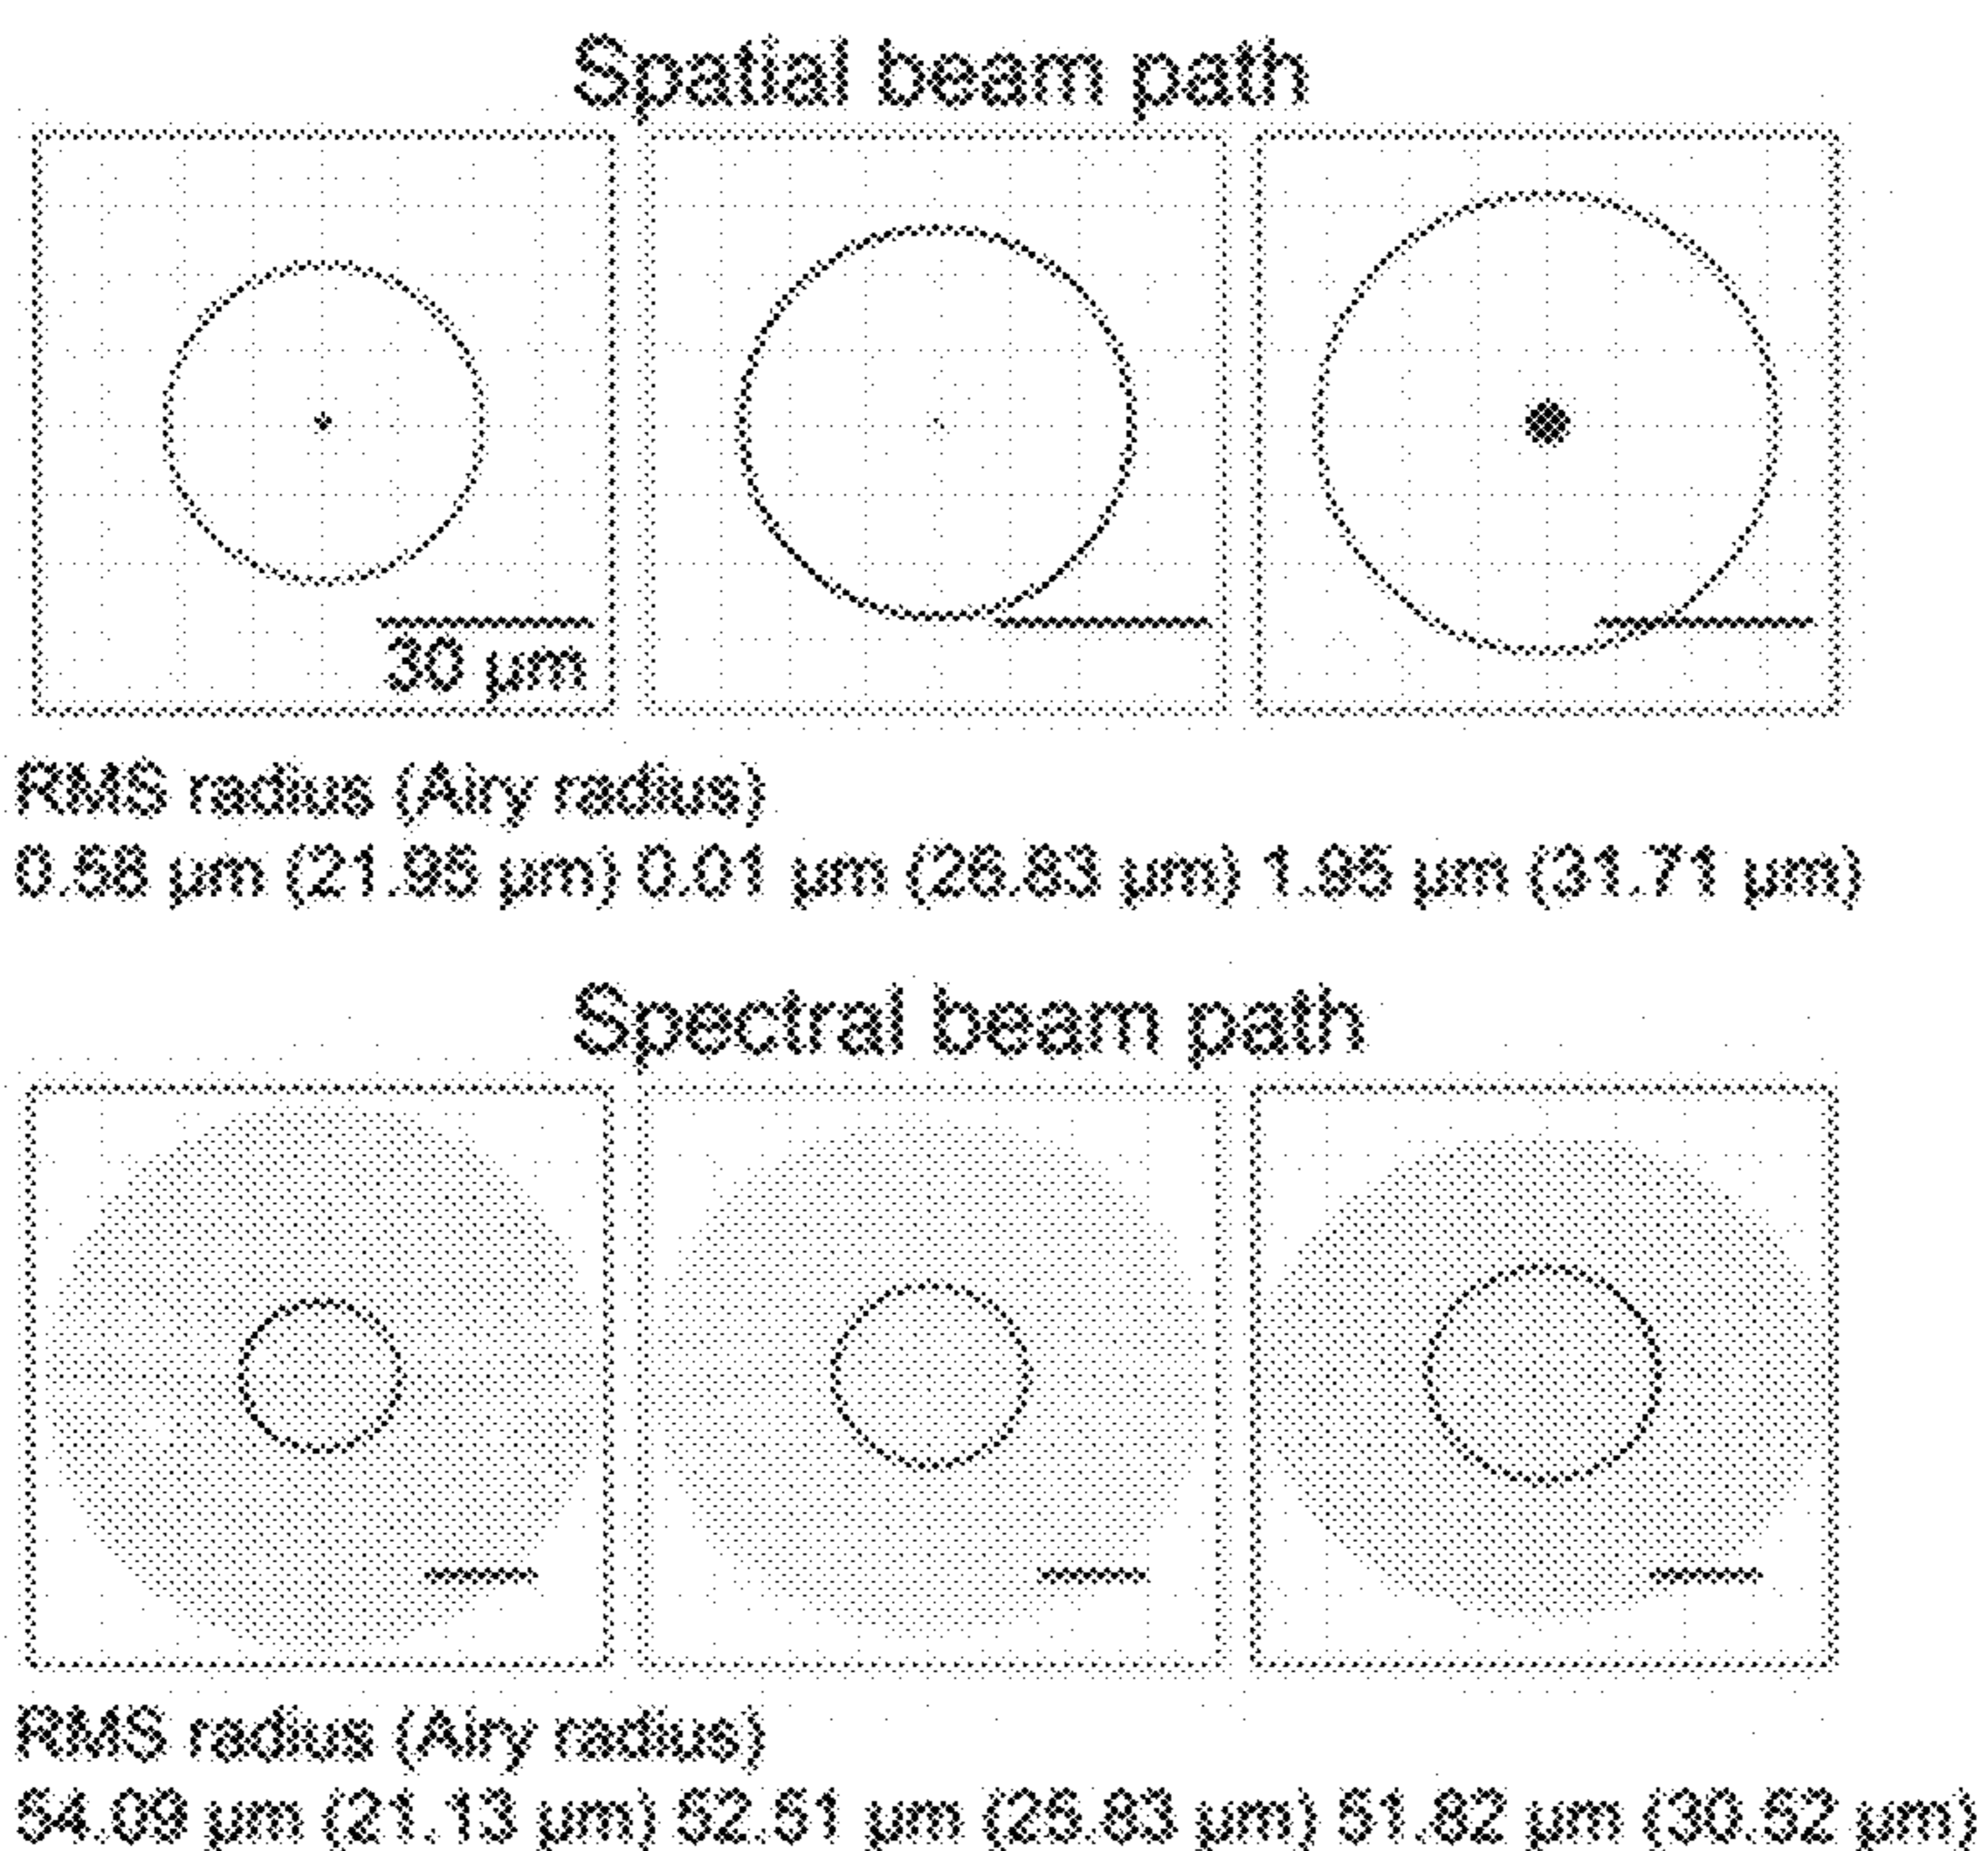 Spatial beam path
30 µm
RMS radius (Airy radius)
0.58 µm (21.95 µm) 0.01 µm (26.83 µm) 1.95 µm (31.71 µm)
Spectral beam path
RMS radius (Airy radius)
54.09 µm (21.13 µm) 52.51 µm (25.83 µm) 51.82 µm (30.52 µm)